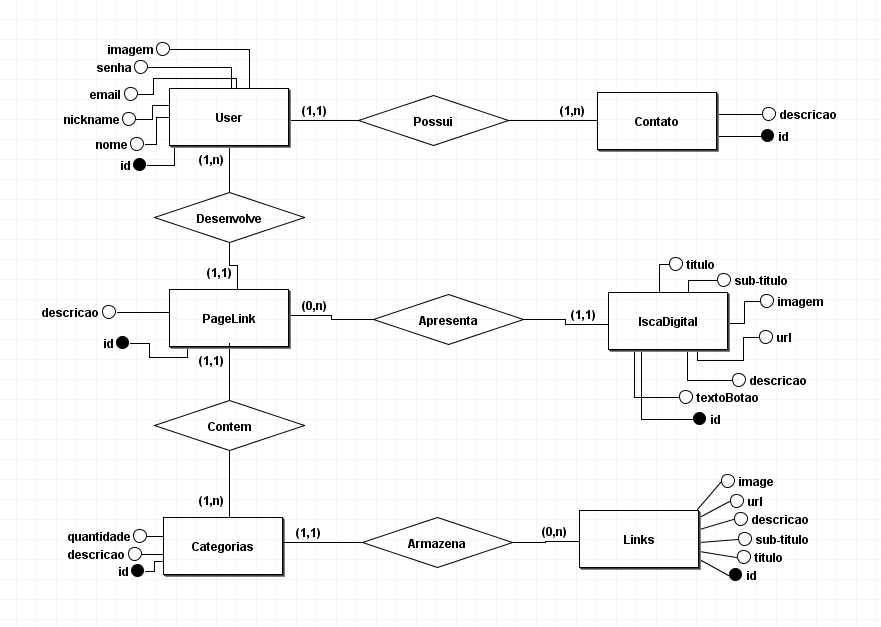 imagem
senha
email
nickname
nome
id
User
(1,1)
Possui
(1,n)
Contato
descricao
id
(1,n)
Desenvolve
(1,1)
descricao
id
PageLink
(0,n)
Apresenta
(1,1)
IscaDigital
titulo
sub-titulo
imagem
url
descricao
textoBotao
id
(1,1)
Contem
(1,n)
quantidade
descricao
id
Categorias
(1,1)
Armazena
(0,n)
Links
image
url
descricao
sub-titulo
titulo
id